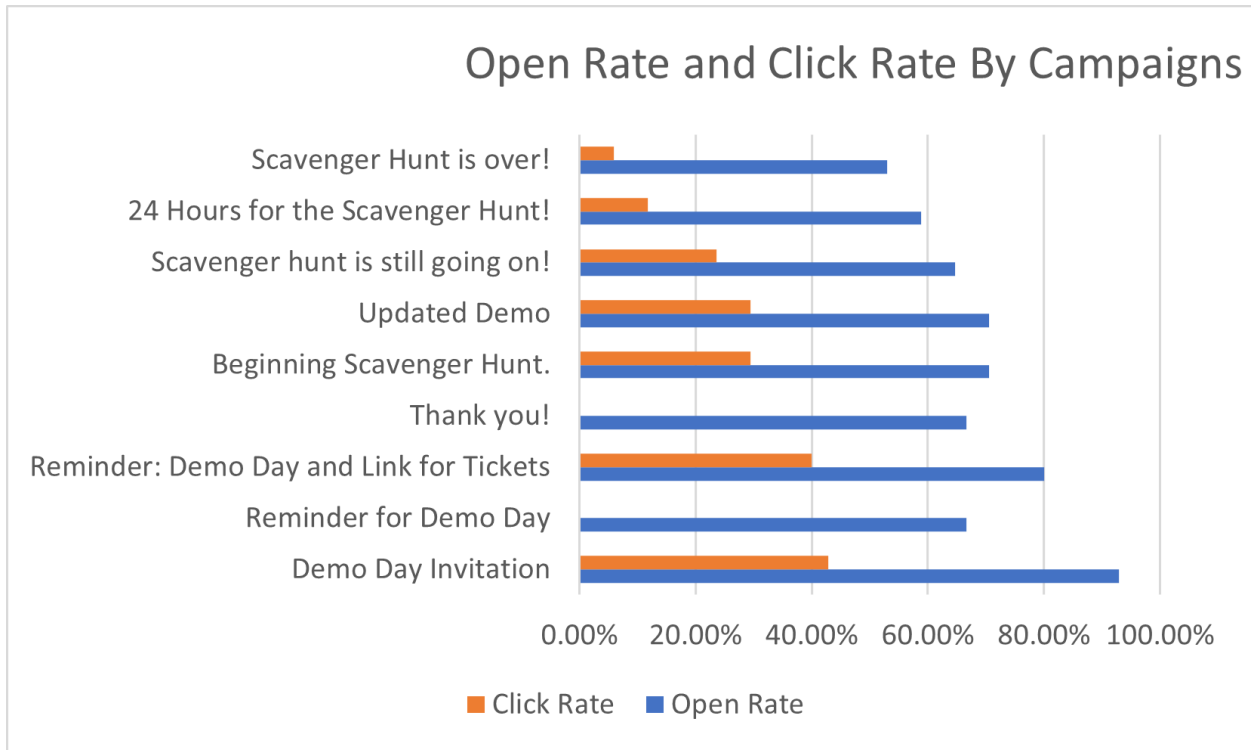 Open Rate and Click Rate By Campaigns
Scavenger Hunt is over!
24 Hours for the Scavenger Hunt!
Scavenger hunt is still going on!
Updated Demo
Beginning Scavenger Hunt.
Thank you!
Reminder: Demo Day and Link for Tickets
Reminder for Demo Day
Demo Day Invitation
0.00% 20.00% 40.00% 60.00% 80.00% 100.00%
Click Rate Open Rate